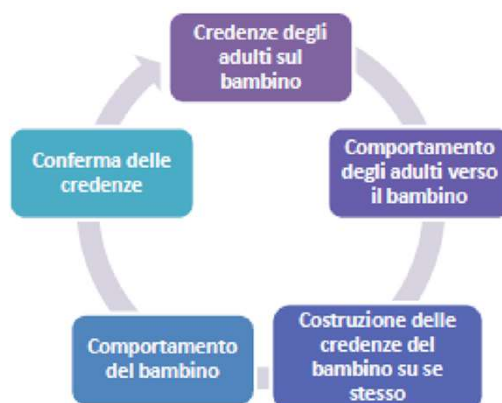 Credenze degli
adulti sul
bambino
Comportamento
degli adulti verso
il bambino
Costruzione delle
credenze del
bambino su se
stesso
Comportamento
del bambino
Conferma delle
credenze